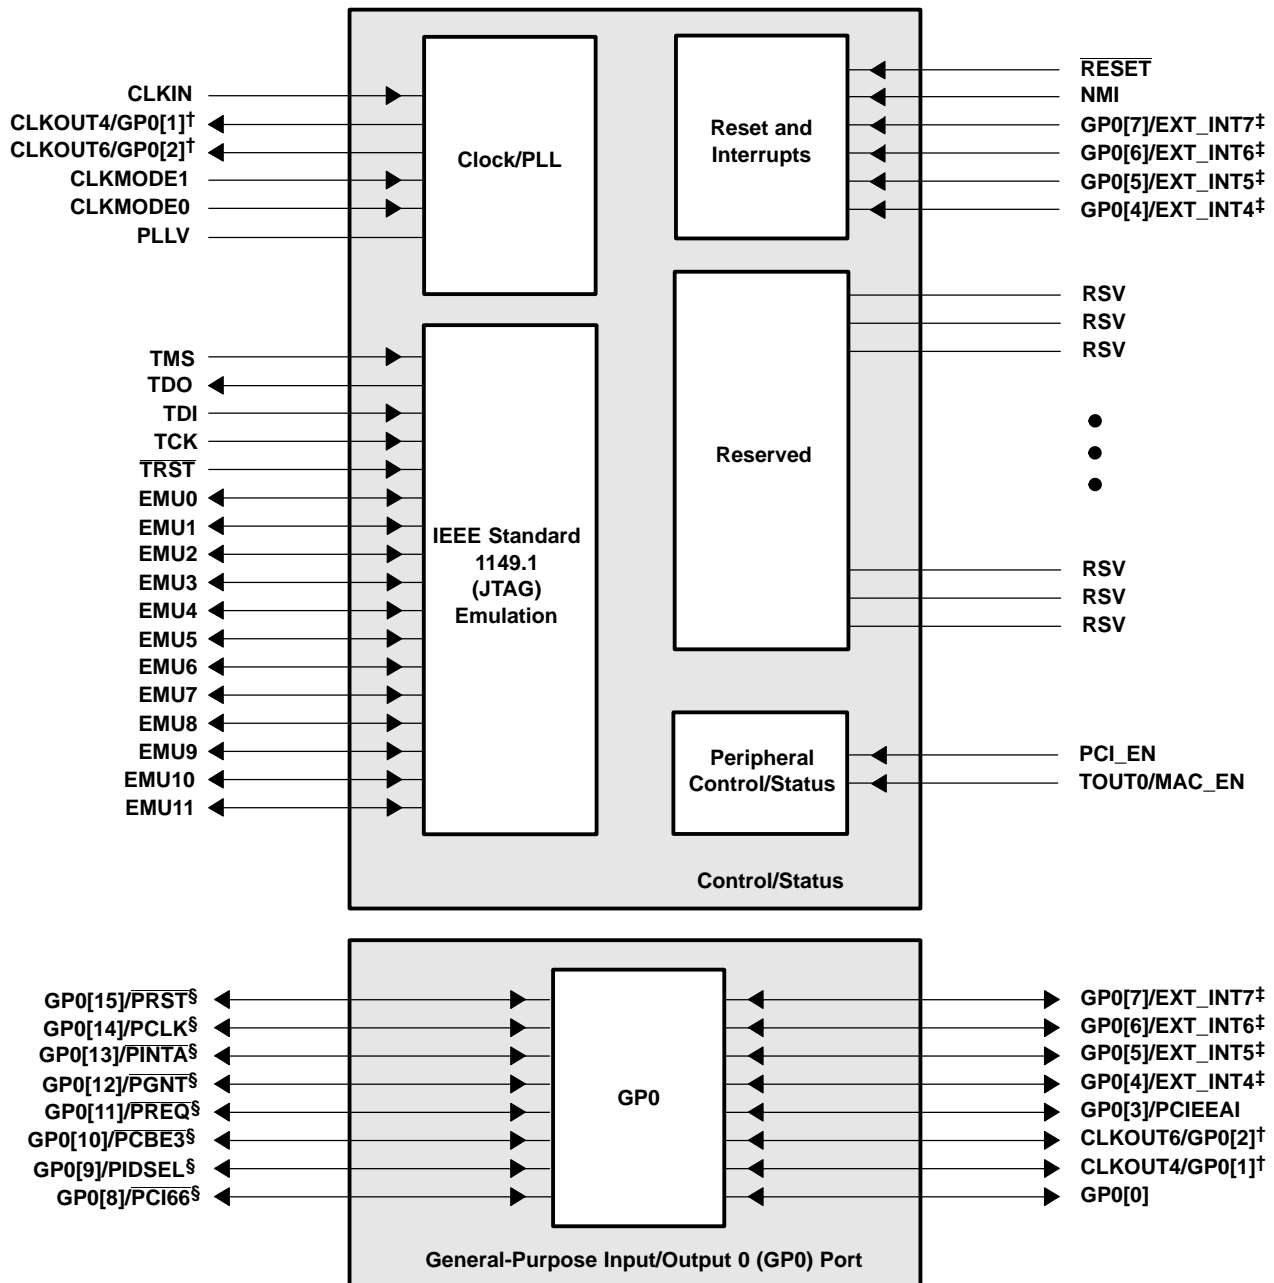 CLKIN
CLKOUT4/GP0[1]†
CLKOUT6/GP0[2]†
CLKMODE1
CLKMODE0
PLLV
Clock/PLL
Reset and
Interrupts
RESET
NMI
GP0[7]/EXT_INT7‡
GP0[6]/EXT_INT6‡
GP0[5]/EXT_INT5‡
GP0[4]/EXT_INT4‡
TMS
TDO
TDI
TCK
TRST
EMU0
EMU1
EMU2
EMU3
EMU4
EMU5
EMU6
EMU7
EMU8
EMU9
EMU10
EMU11
IEEE Standard
1149.1
(JTAG)
Emulation
Reserved
RSV
RSV
RSV
RSV
RSV
RSV
Peripheral
Control/Status
PCI_EN
TOUT0/MAC_EN
Control/Status
GP0[15]/PRST§
GP0[14]/PCLK§
GP0[13]/PINTA§
GP0[12]/PGNT§
GP0[11]/PREQ§
GP0[10]/PCBE3§
GP0[9]/PIDSEL§
GP0[8]/PCI66§
GP0
GP0[7]/EXT_INT7‡
GP0[6]/EXT_INT6‡
GP0[5]/EXT_INT5‡
GP0[4]/EXT_INT4‡
GP0[3]/PCIEEAI
CLKOUT6/GP0[2]†
CLKOUT4/GP0[1]†
GP0[0]
General-Purpose Input/Output 0 (GP0) Port